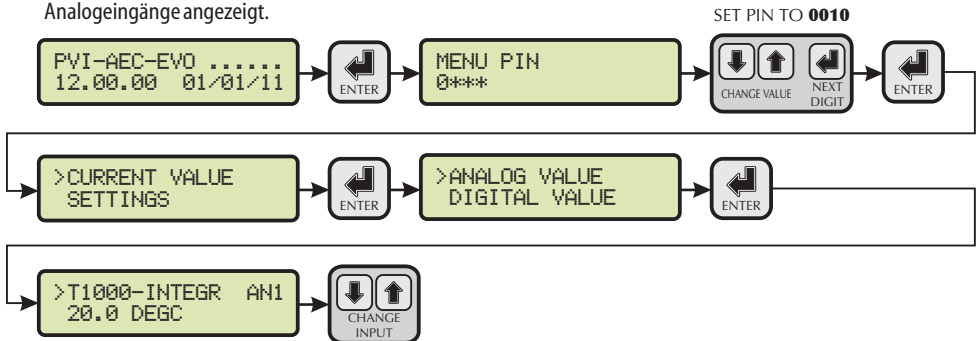 Analogeingänge angezeigt.
SET PIN TO 0010
PVI-AEC-EVO ......
12.00.00 01/01/11
ENTER
MENU PIN
0***
CHANGE VALUE
NEXT
DIGIT
ENTER
>CURRENT VALUE
SETTINGS
ENTER
>ANALOG VALUE
DIGITAL VALUE
ENTER
>T1000-INTEGR AN1
20.0 DEGC
CHANGE
INPUT